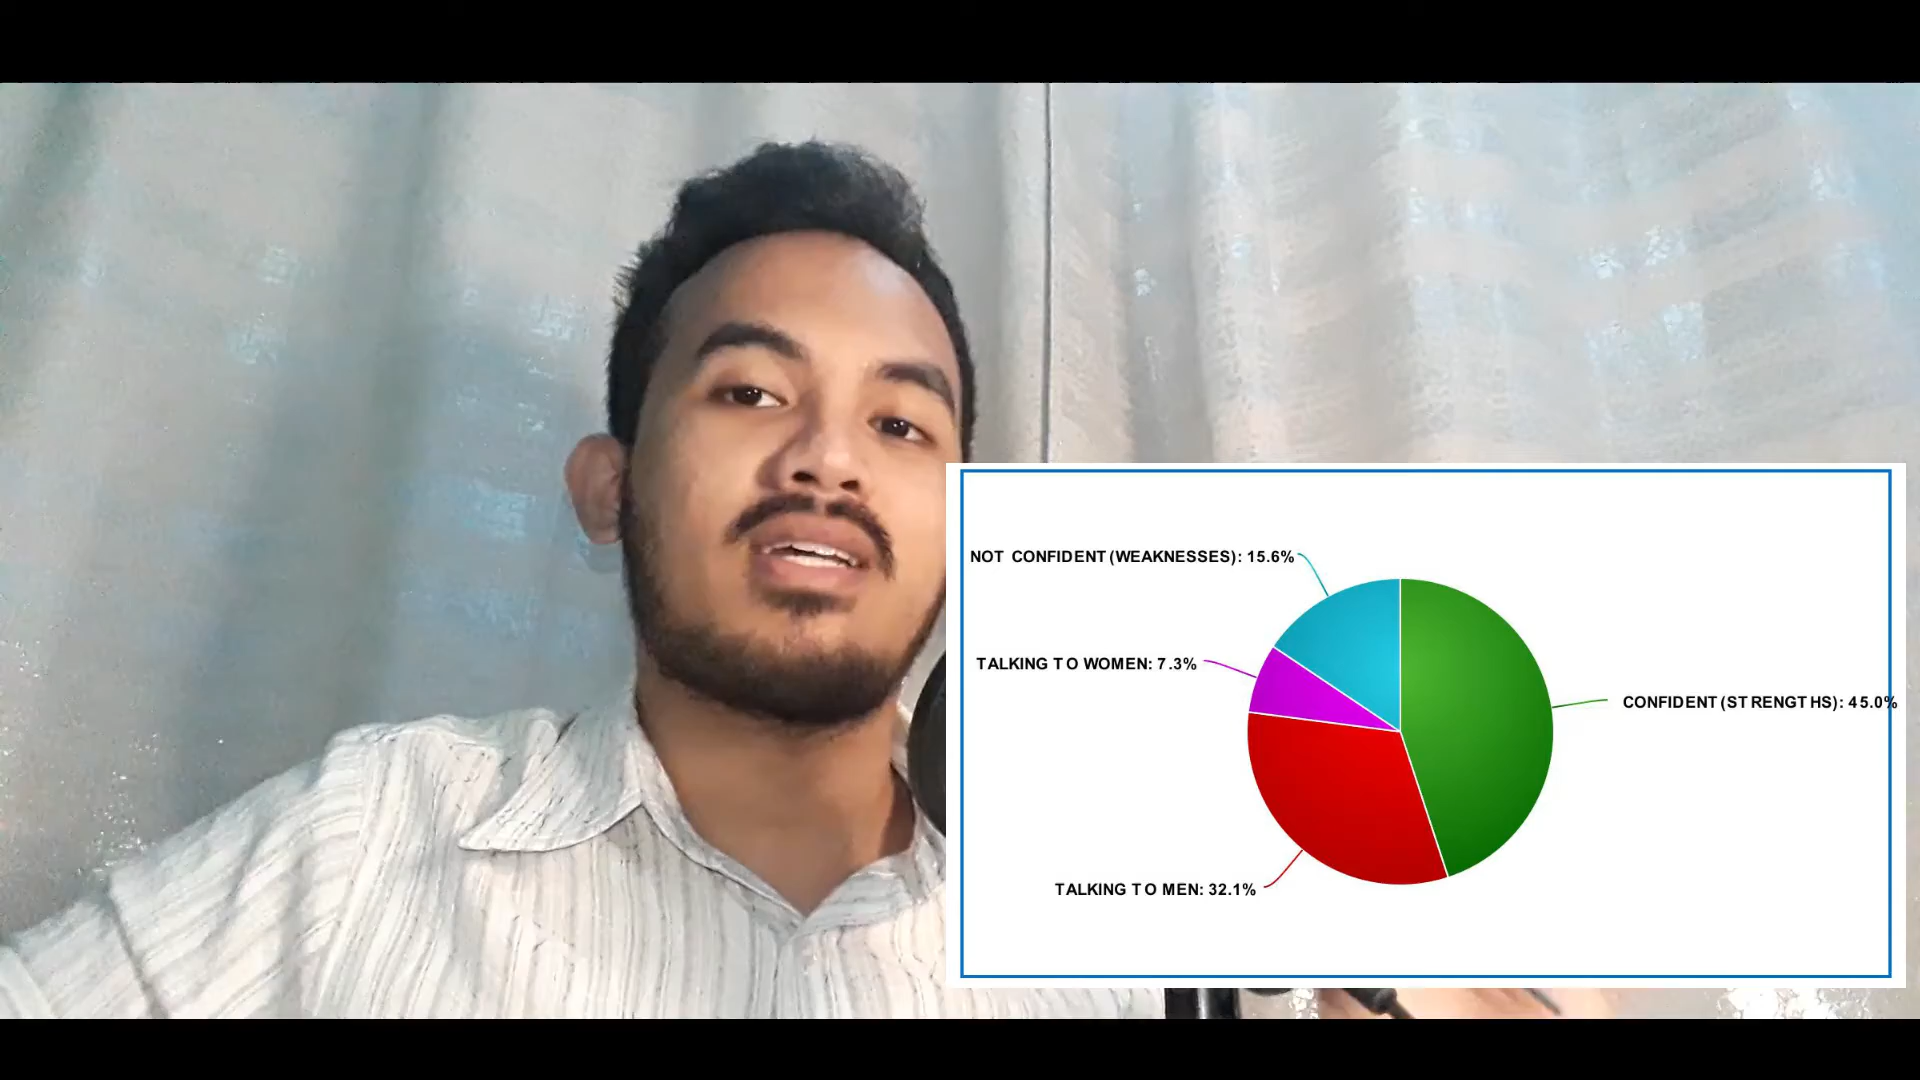 NOT CONFIDENT (WEAKNESSES): 15.6%
TALKING TO WOMEN: 7.3%
CONFIDENT (STRENGTHS): 45.0%
TALKING TO MEN: 32.1%